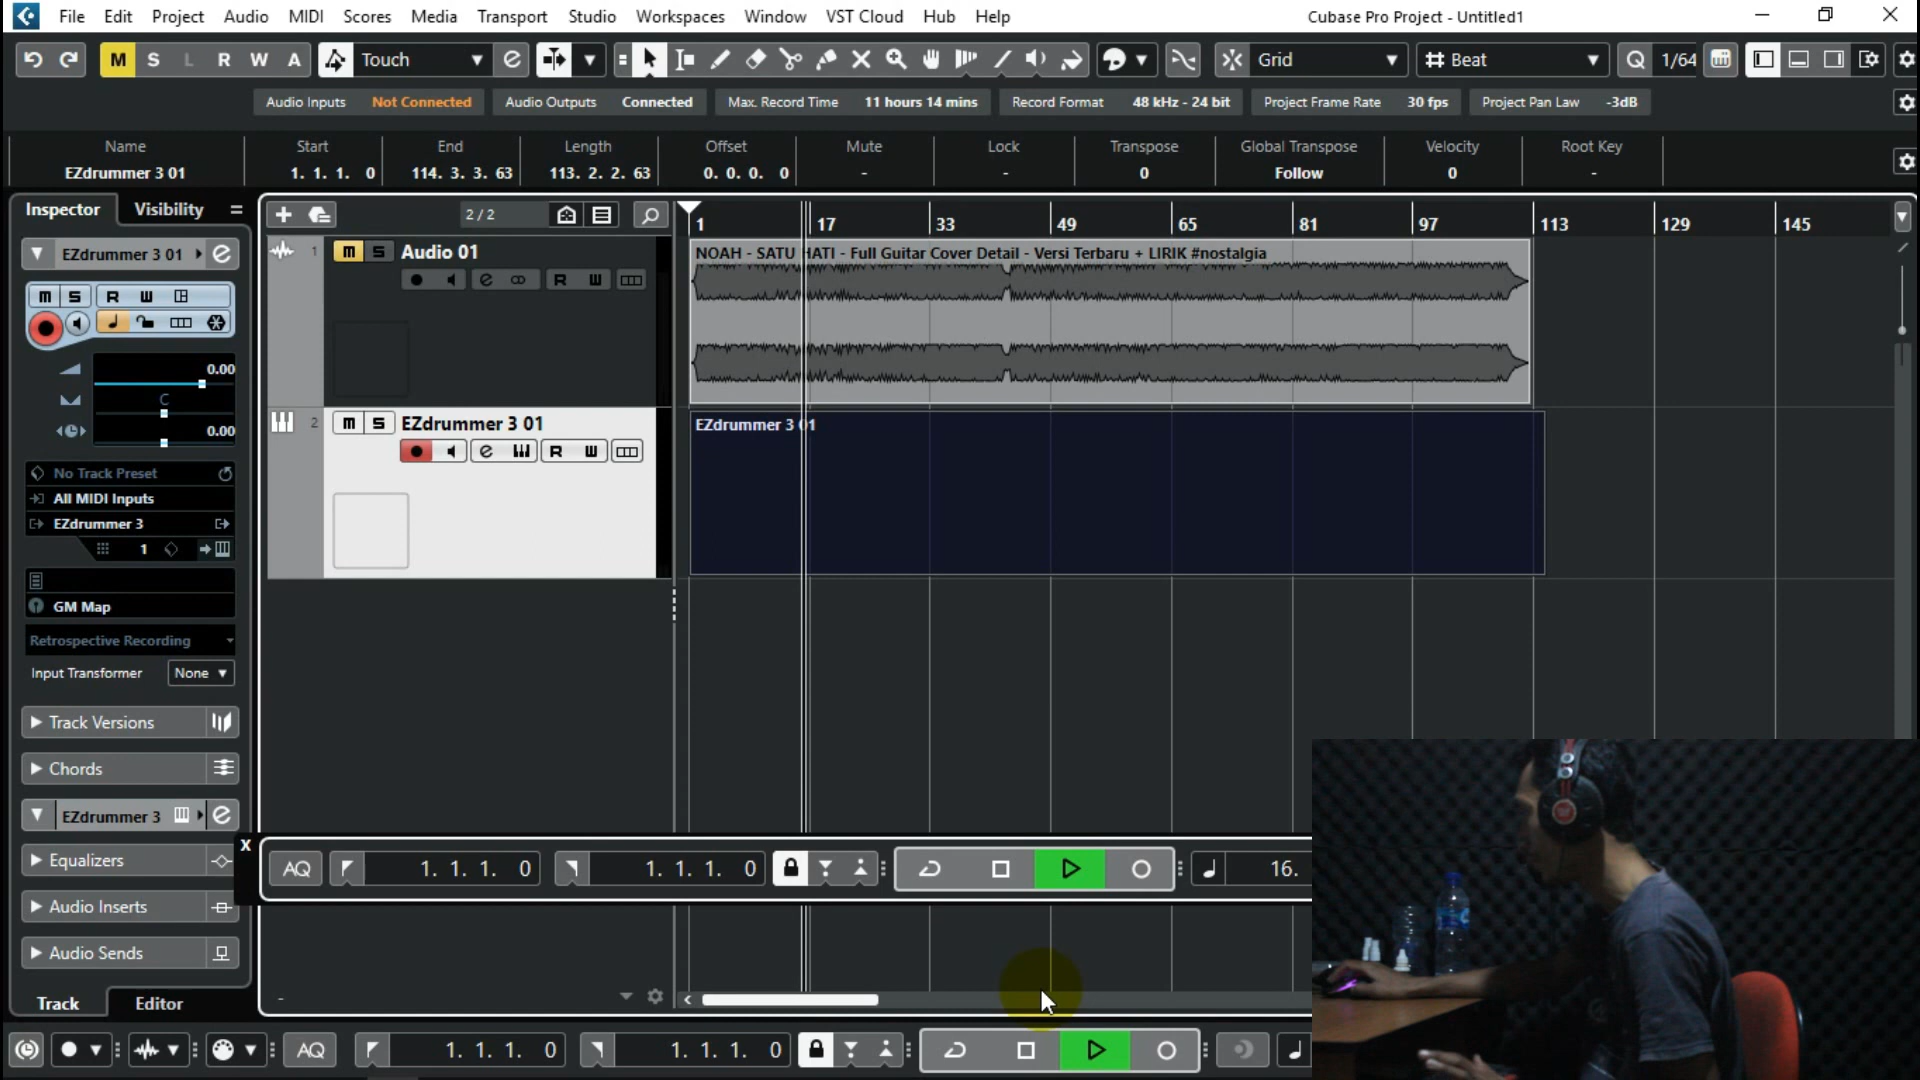 File Edit Project Audio MIDI Scores Media Transport Studio Workspaces Window VST Cloud Hub Help Cubase Pro Project - Untitled1
M S L R W A Touch Grid Beat Q 1/64
Audio Inputs Not Connected Audio Outputs Connected Max. Record Time 11 hours 14 mins Record Format 48 kHz - 24 bit Project Frame Rate 30 fps Project Pan Law -3dB
Name Start End Length Offset Mute Lock Transpose Global Transpose Velocity Root Key
EZdrummer 3 01 1. 1. 1. 0 114. 3. 3. 63 113. 2. 2. 63 0. 0. 0. 0 - - 0 Follow 0 -
Inspector Visibility 2 / 2 1 17 33 49 65 81 97 113 129 145
EZdrummer 3 01
1 M S Audio 01
NOAH - SATU HATI - Full Guitar Cover Detail - Versi Terbaru + LIRIK #nostalgia
R W
M S R W
0.00
C
0.00
2 M S EZdrummer 3 01
EZdrummer 3 01
R W
No Track Preset
All MIDI Inputs
EZdrummer 3
1
GM Map
Retrospective Recording
Input Transformer None
Track Versions
Chords
EZdrummer 3
Equalizers
Audio Inserts
Audio Sends
Track Editor
X AQ 1. 1. 1. 0 1. 1. 1. 0 16.
-
AQ 1. 1. 1. 0 1. 1. 1. 0